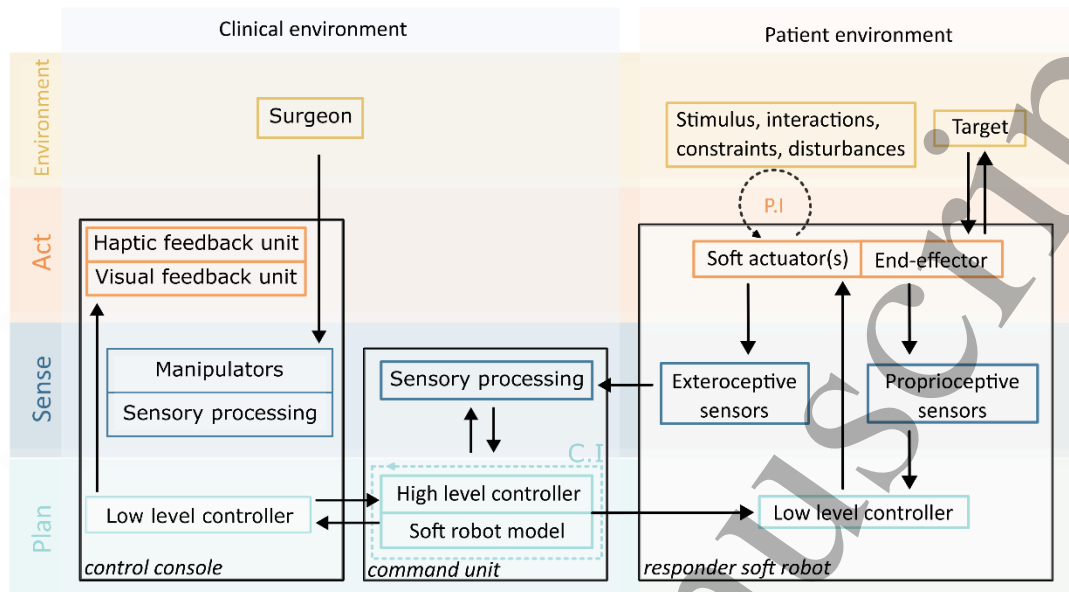 Clinical environment
Patient environment
Environment
Surgeon
Stimulus, interactions,
constraints, disturbances
Target
Act
P.I
Haptic feedback unit
Visual feedback unit
Soft actuator(s)
End-effector
Sense
Manipulators
Sensory processing
Sensory processing
Exteroceptive
sensors
Proprioceptive
sensors
C.I
Plan
Low level controller
High level controller
Soft robot model
Low level controller
control console
command unit
responder soft robot
uscrip